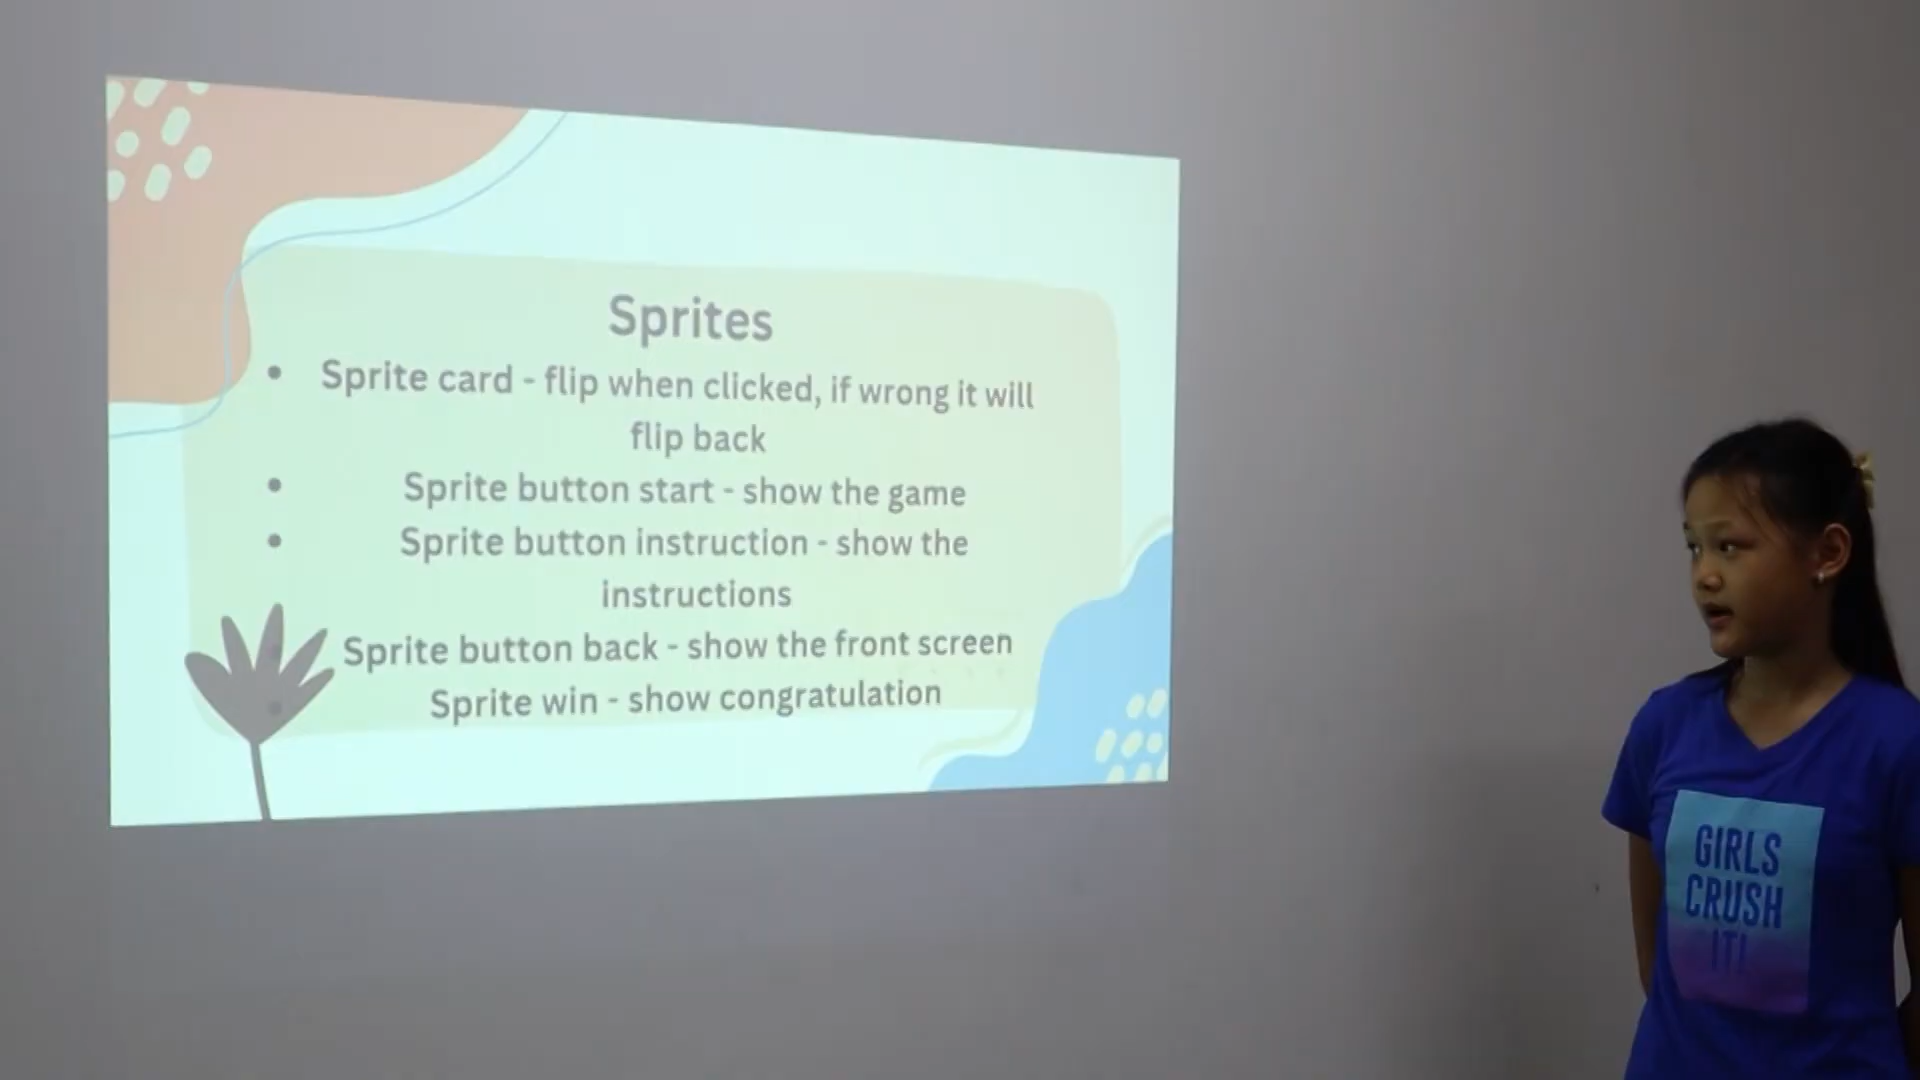 Sprites
• Sprite card - flip when clicked, if wrong it will
flip back
• Sprite button start - show the game
• Sprite button instruction - show the
instructions
• Sprite button back - show the front screen
• Sprite win - show congratulation
GIRLS
CRUSH
IT!